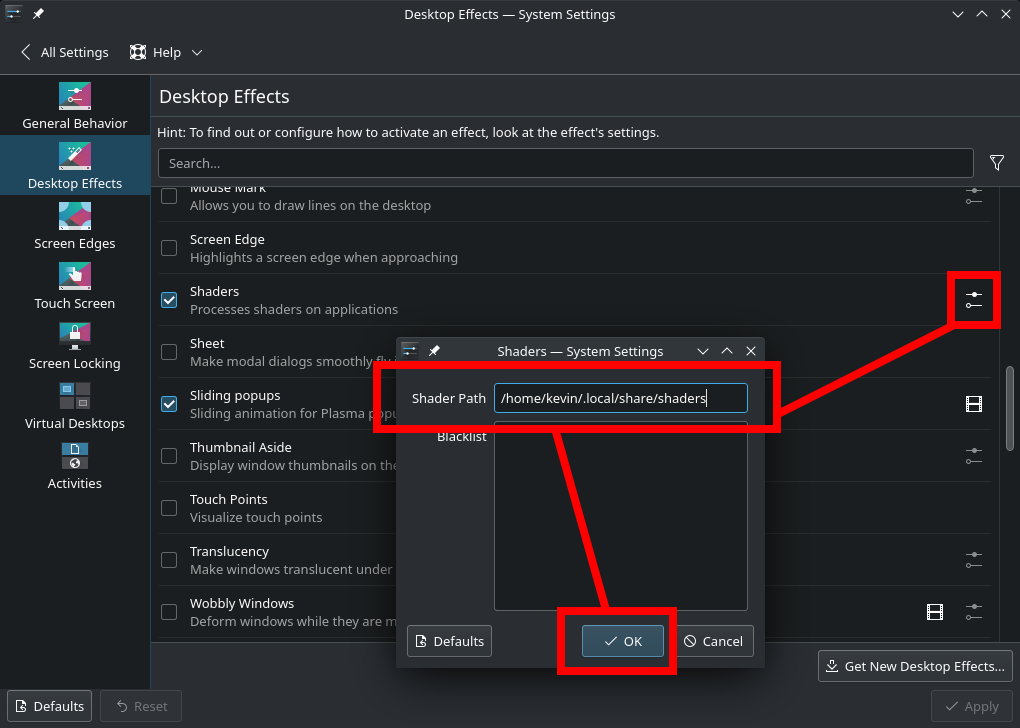 Desktop Effects — System Settings
All Settings
Help
General Behavior
Desktop Effects
Screen Edges
Touch Screen
Screen Locking
Virtual Desktops
Activities
Desktop Effects
Hint: To find out or configure how to activate an effect, look at the effect's settings.
Search...
Mouse Mark
Allows you to draw lines on the desktop
Screen Edge
Highlights a screen edge when approaching
Shaders
Processes shaders on applications
Sheet
Make modal dialogs smoothly fly
Sliding popups
Sliding animation for Plasma popu
Thumbnail Aside
Display window thumbnails on the
Touch Points
Visualize touch points
Translucency
Make windows translucent under
Wobbly Windows
Deform windows while they are m
Shaders — System Settings
Shader Path
/home/kevin/.local/share/shaders
Blacklist
Defaults
OK
Cancel
Get New Desktop Effects...
Defaults
Reset
Apply